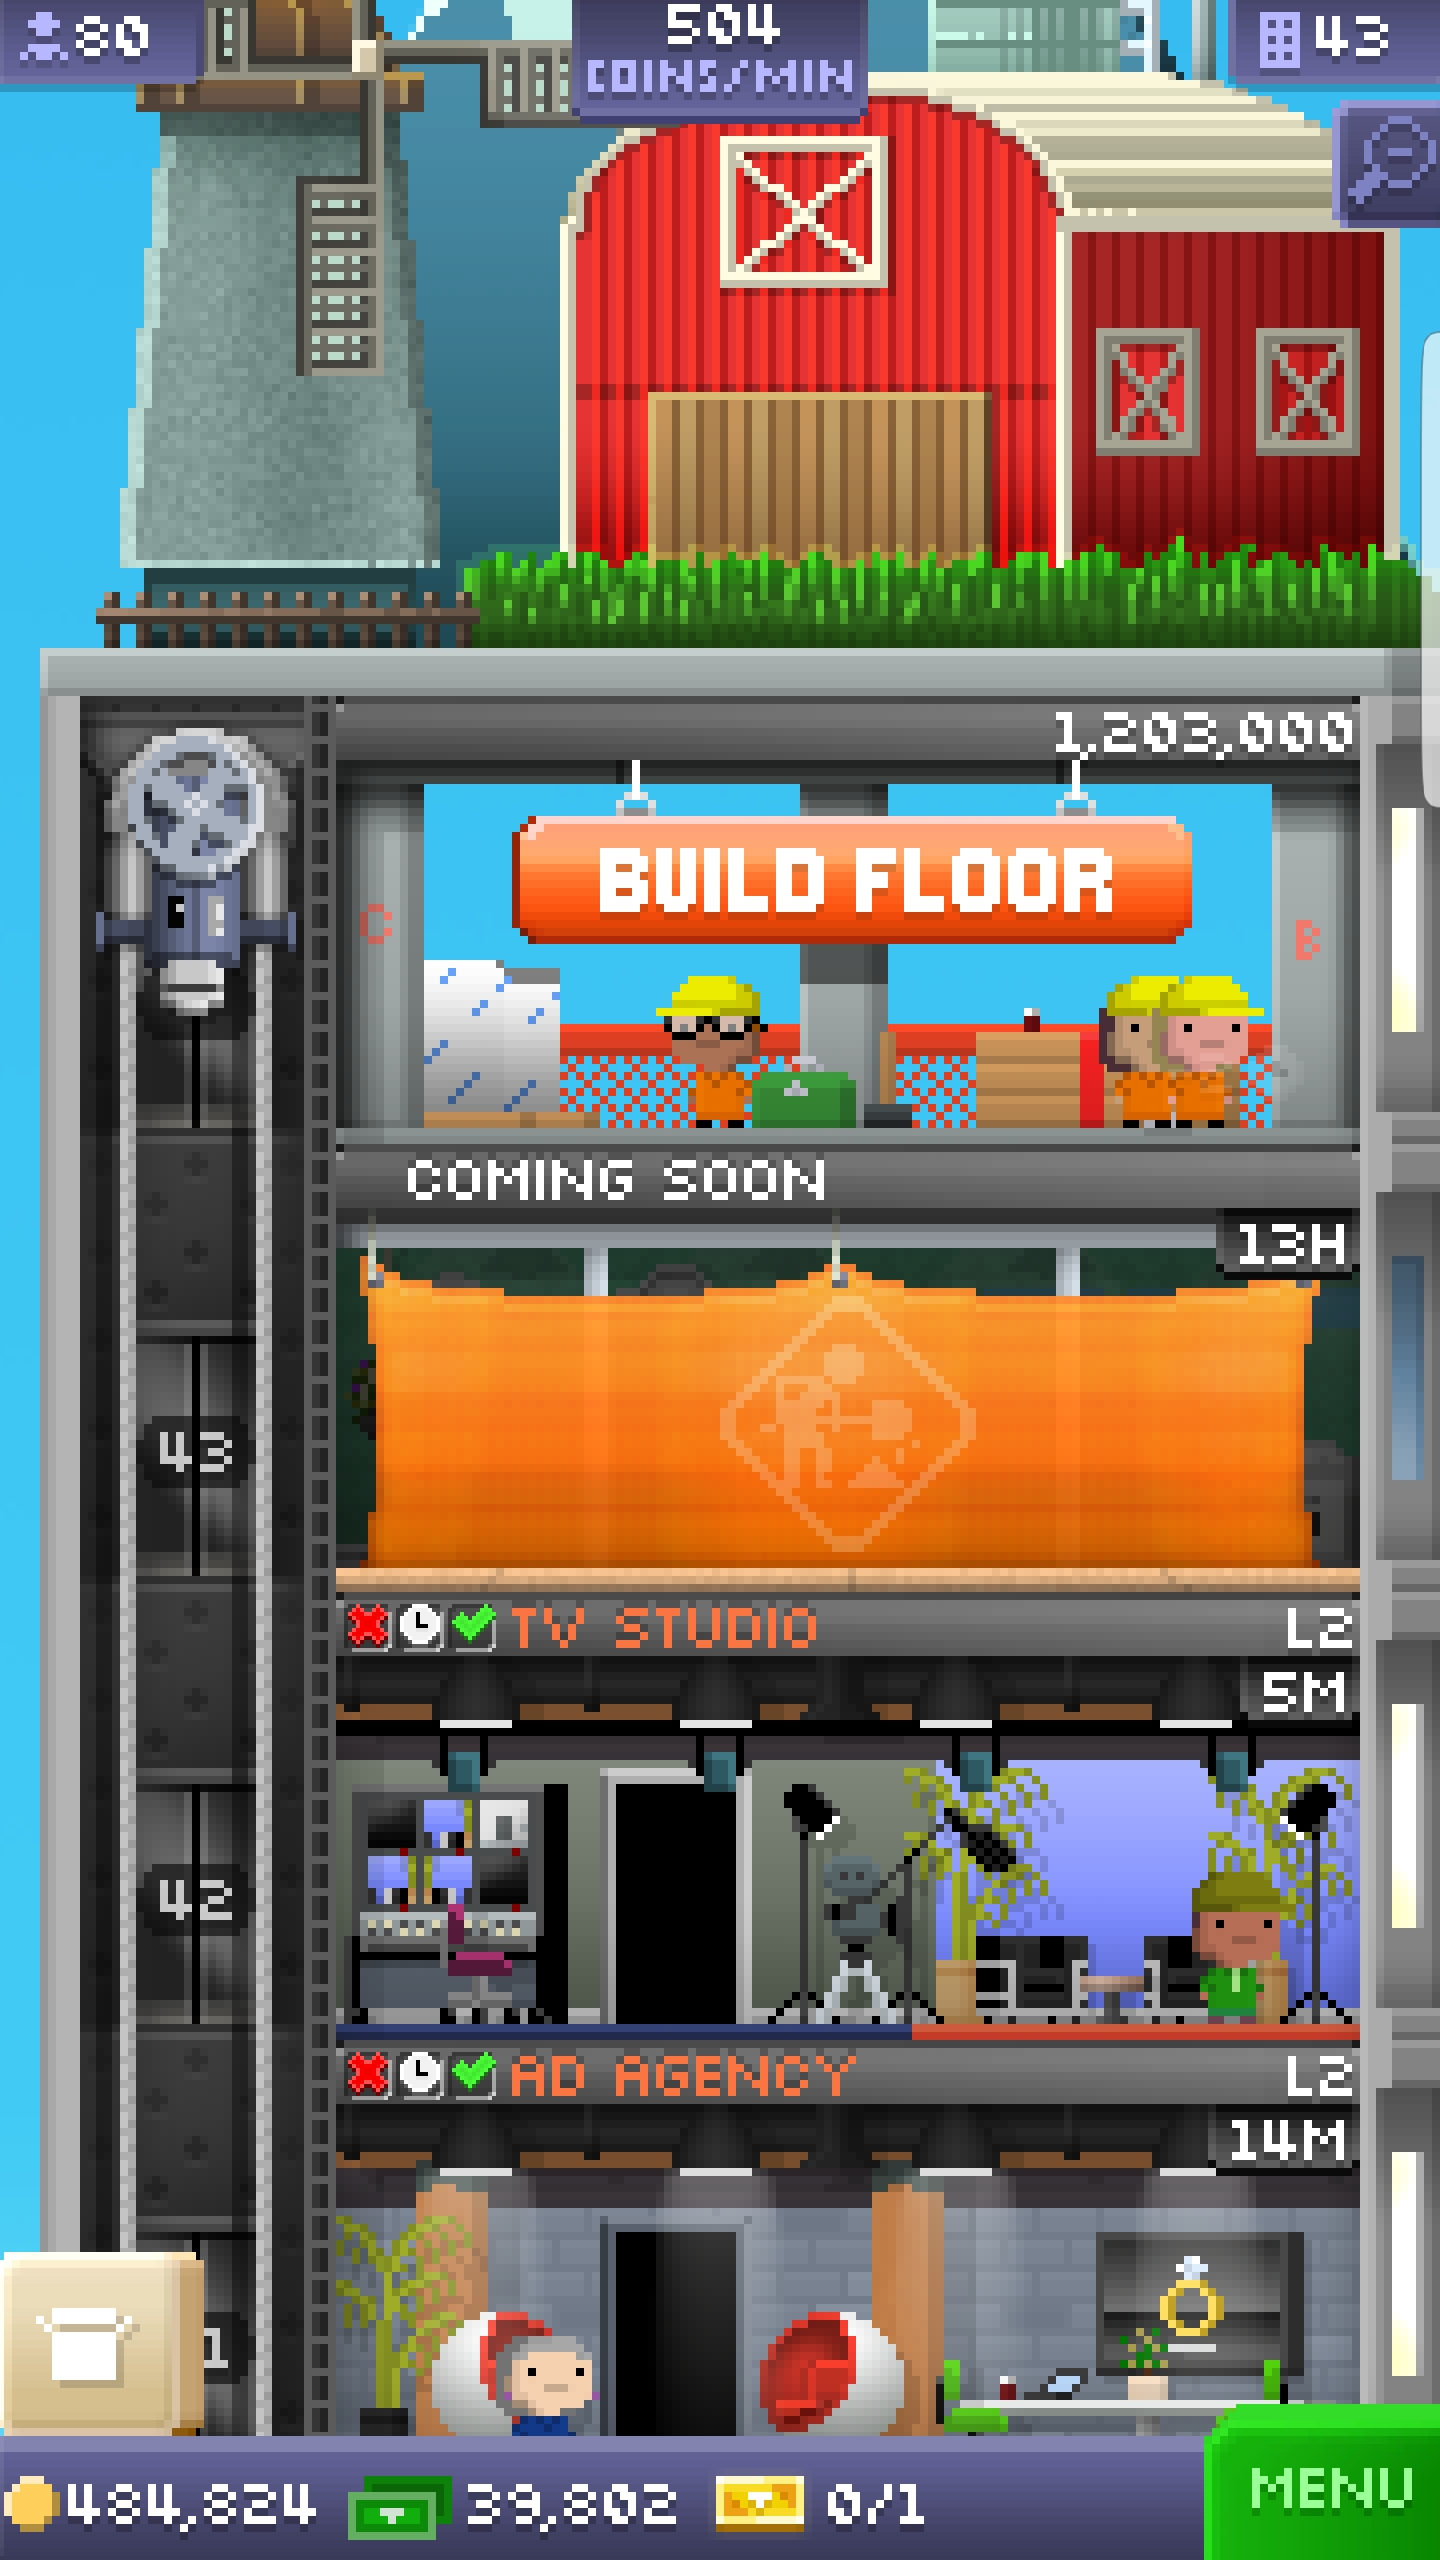 80
504
COINS/MIN
43
1,203,000
BUILD FLOOR
C
B
COMING SOON
13H
43
TV STUDIO
L2
5M
42
AD AGENCY
L2
14M
1
484,824
39,802
0/1
MENU